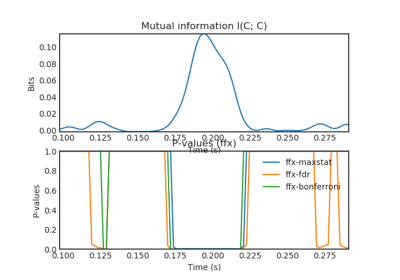 Mutual information I(C; C)
0.10
0.08
0.06
0.04
0.02
0.00
Bits
0.100 0.125 0.150 0.175 0.200 0.225 0.250 0.275
Time (s)
P-values (ffx)
1.0
0.8
0.6
0.4
0.2
0.0
P-values
ffx-maxstat
ffx-fdr
ffx-bonferroni
0.100 0.125 0.150 0.175 0.200 0.225 0.250 0.275
Time (s)